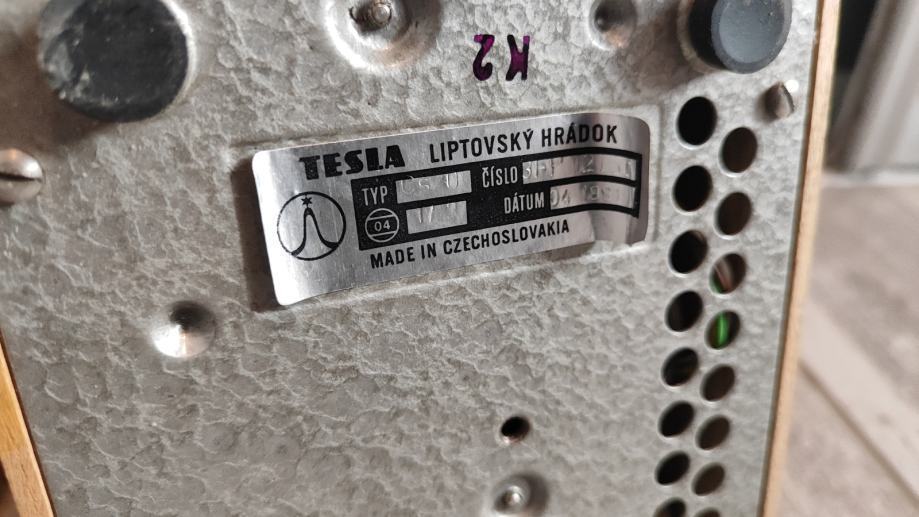 K2
TESLA LIPTOVSKÝ HRÁDOK
TYP ČÍSLO
04 DÁTUM
MADE IN CZECHOSLOVAKIA